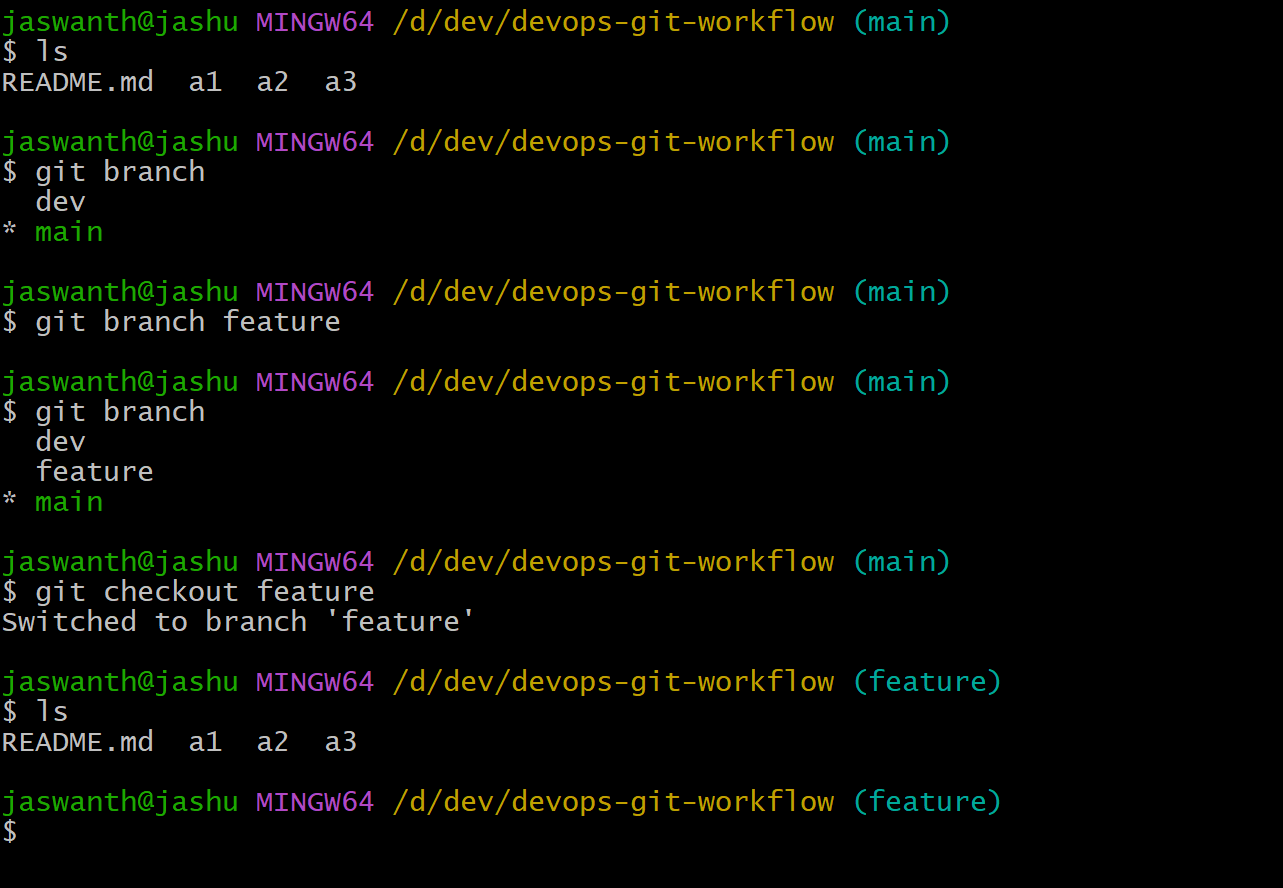 jaswanth@jashu MINGW64 /d/dev/devops-git-workflow (main)
$ ls
README.md  a1  a2  a3
jaswanth@jashu MINGW64 /d/dev/devops-git-workflow (main)
$ git branch
  dev
* main
jaswanth@jashu MINGW64 /d/dev/devops-git-workflow (main)
$ git branch feature
jaswanth@jashu MINGW64 /d/dev/devops-git-workflow (main)
$ git branch
  dev
  feature
* main
jaswanth@jashu MINGW64 /d/dev/devops-git-workflow (main)
$ git checkout feature
Switched to branch 'feature'
jaswanth@jashu MINGW64 /d/dev/devops-git-workflow (feature)
$ ls
README.md  a1  a2  a3
jaswanth@jashu MINGW64 /d/dev/devops-git-workflow (feature)
$